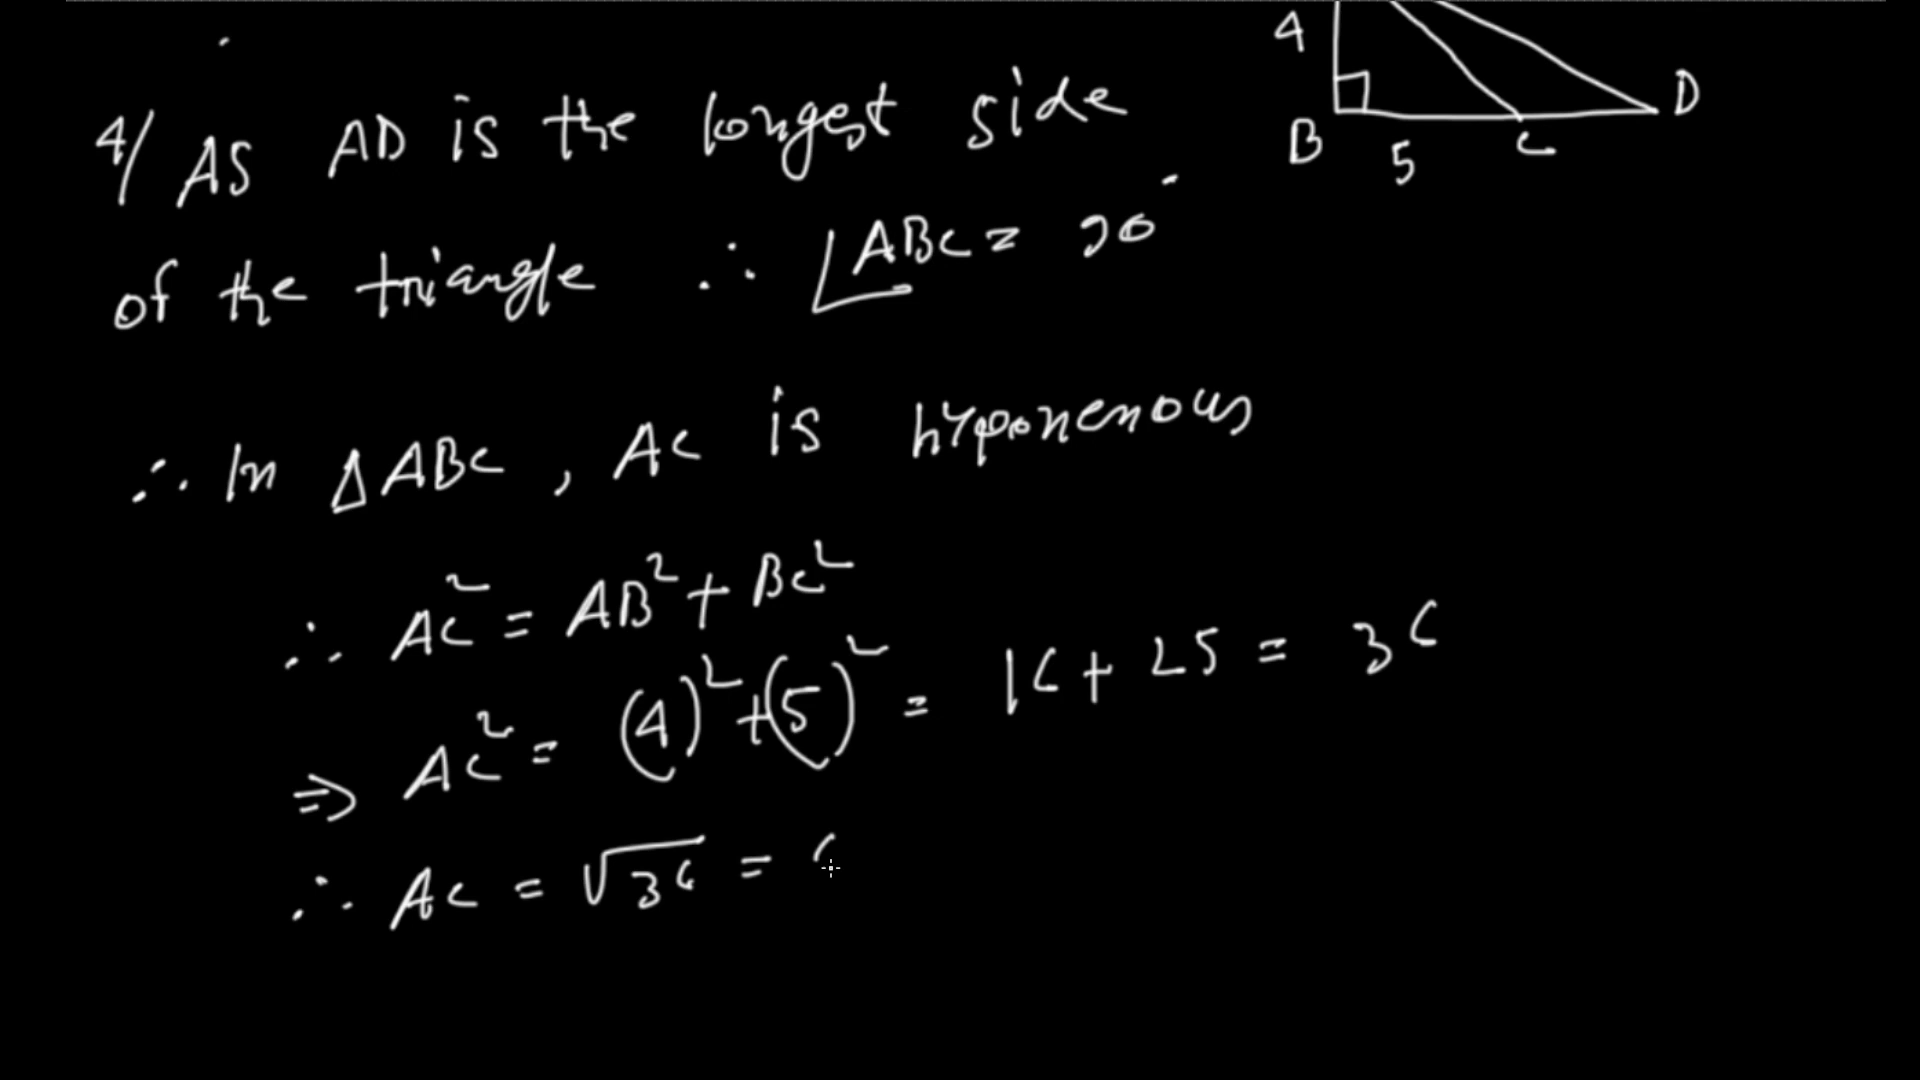 4
B 5 C D
4/ AS AD is the longest side
of the triangle ∴ ∠ABC = 90°
∴ In △ABC, AC is hyponenous
∴ AC² = AB² + BC²
⇒ AC² = (4)² + (5)² = 16 + 25 = 36
∴ AC = √36 =